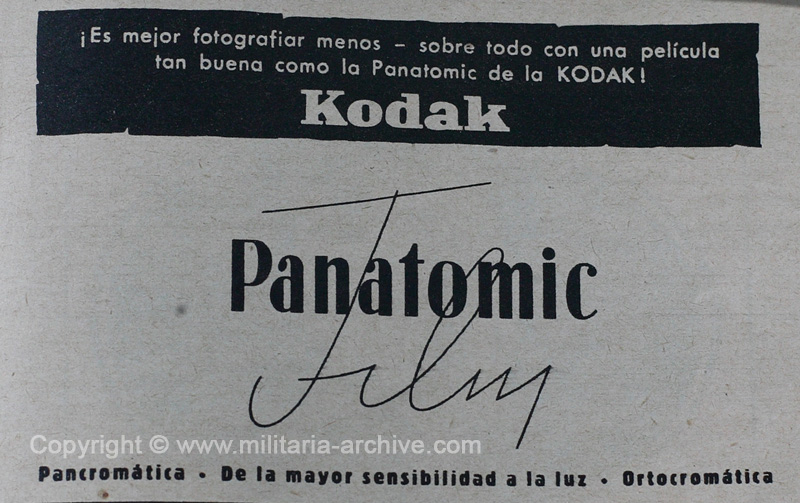 ¡Es mejor fotografiar menos – sobre todo con una película
tan buena como la Panatomic de la KODAK!
Kodak
Panatomic
Film
Copyright © www.militaria-archive.com
Pancromática • De la mayor sensibilidad a la luz • Ortocromática